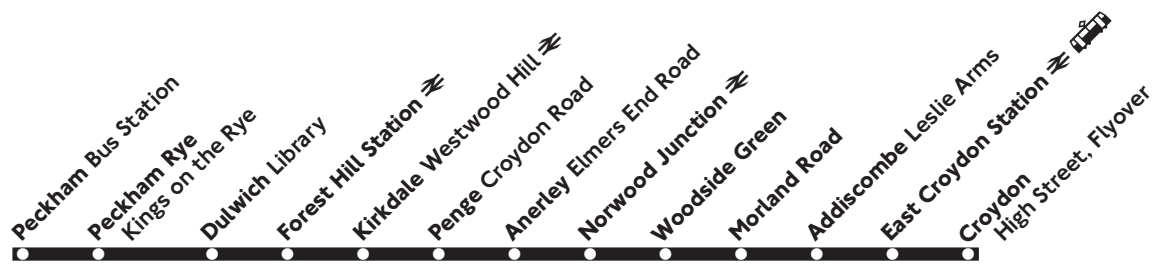 Peckham Bus Station
Peckham Rye
Kings on the Rye
Dulwich Library
Forest Hill Station
Kirkdale Westwood Hill
Penge Croydon Road
Anerley Elmers End Road
Norwood Junction
Woodside Green
Morland Road
Addiscombe Leslie Arms
East Croydon Station
Croydon
High Street, Flyover